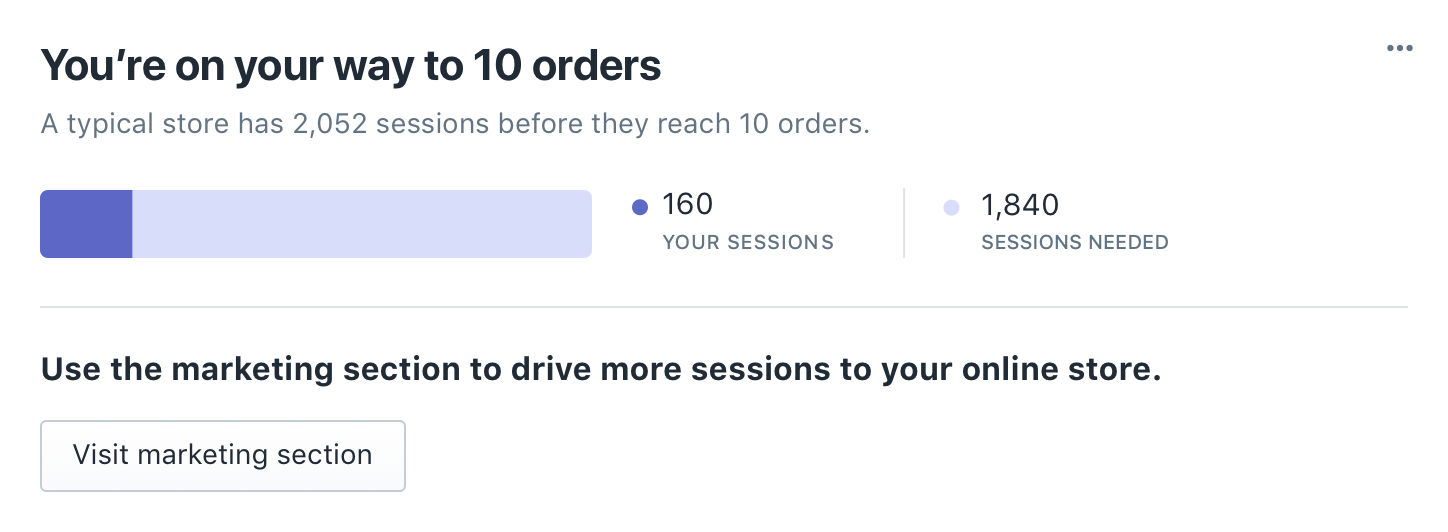 You’re on your way to 10 orders
A typical store has 2,052 sessions before they reach 10 orders.
160
YOUR SESSIONS
1,840
SESSIONS NEEDED
Use the marketing section to drive more sessions to your online store.
Visit marketing section